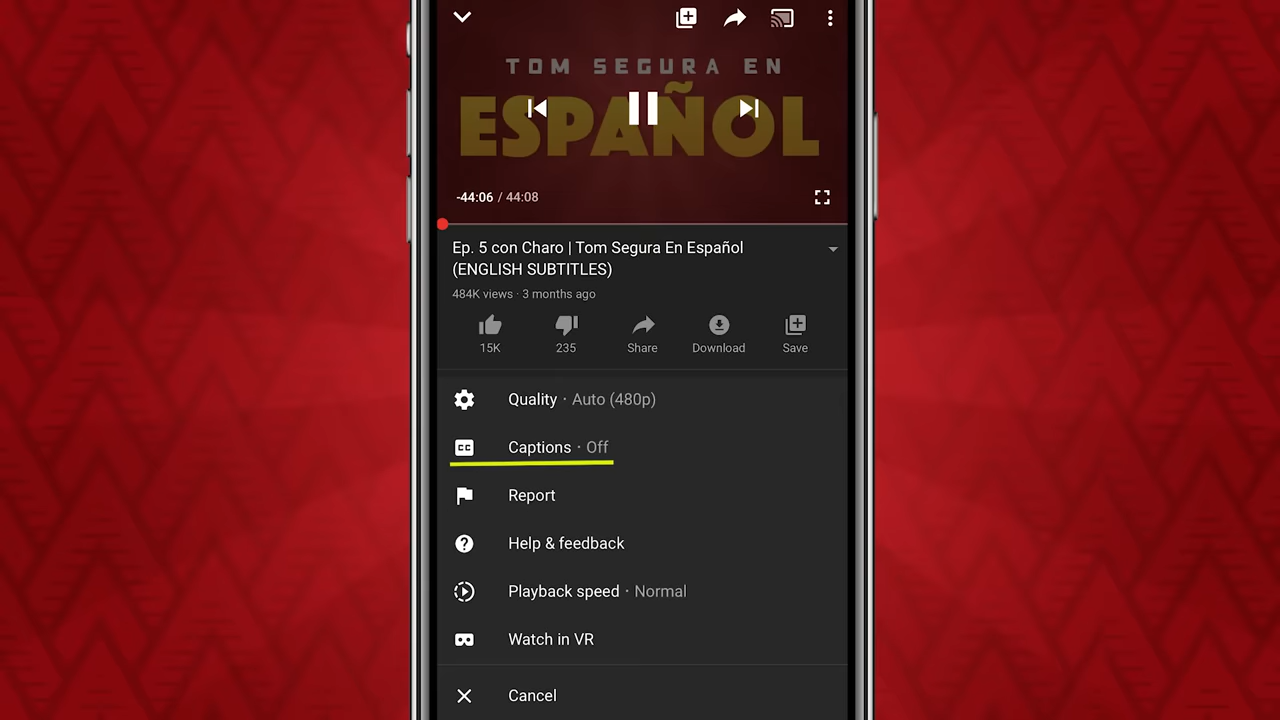 TOM SEGURA EN
ESPAÑOL
-44:06 / 44:08
Ep. 5 con Charo | Tom Segura En Español
(ENGLISH SUBTITLES)
484K views · 3 months ago
15K
235
Share
Download
Save
Quality · Auto (480p)
CC
Captions · Off
Report
Help & feedback
Playback speed · Normal
Watch in VR
Cancel